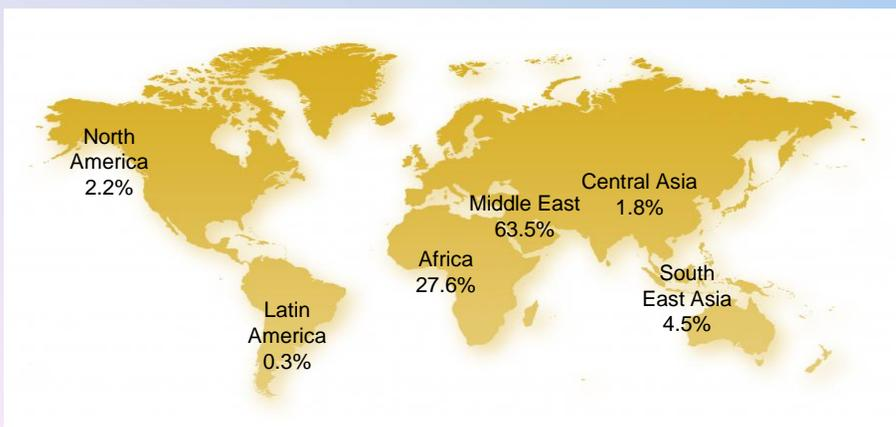 North
America
2.2%
Central Asia
1.8%
Middle East
63.5%
Africa
27.6%
South
East Asia
4.5%
Latin
America
0.3%